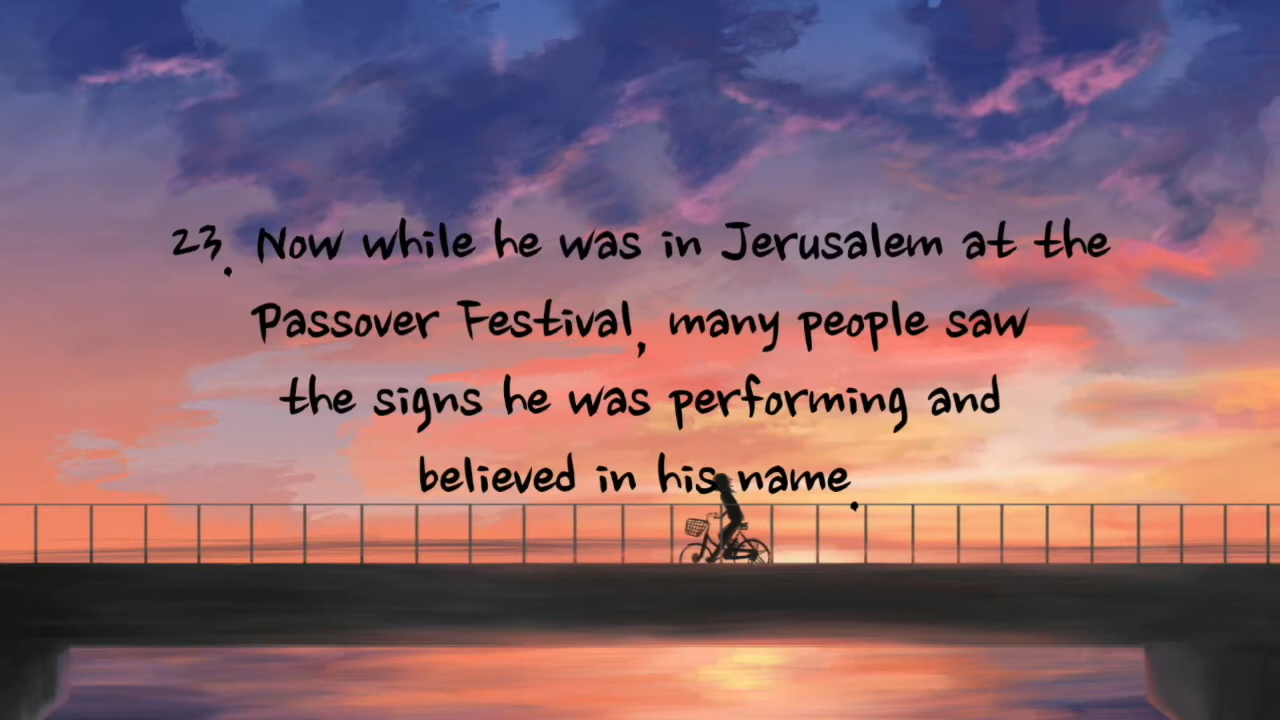 23. Now while he was in Jerusalem at the
Passover Festival, many people saw
the signs he was performing and
believed in his name.